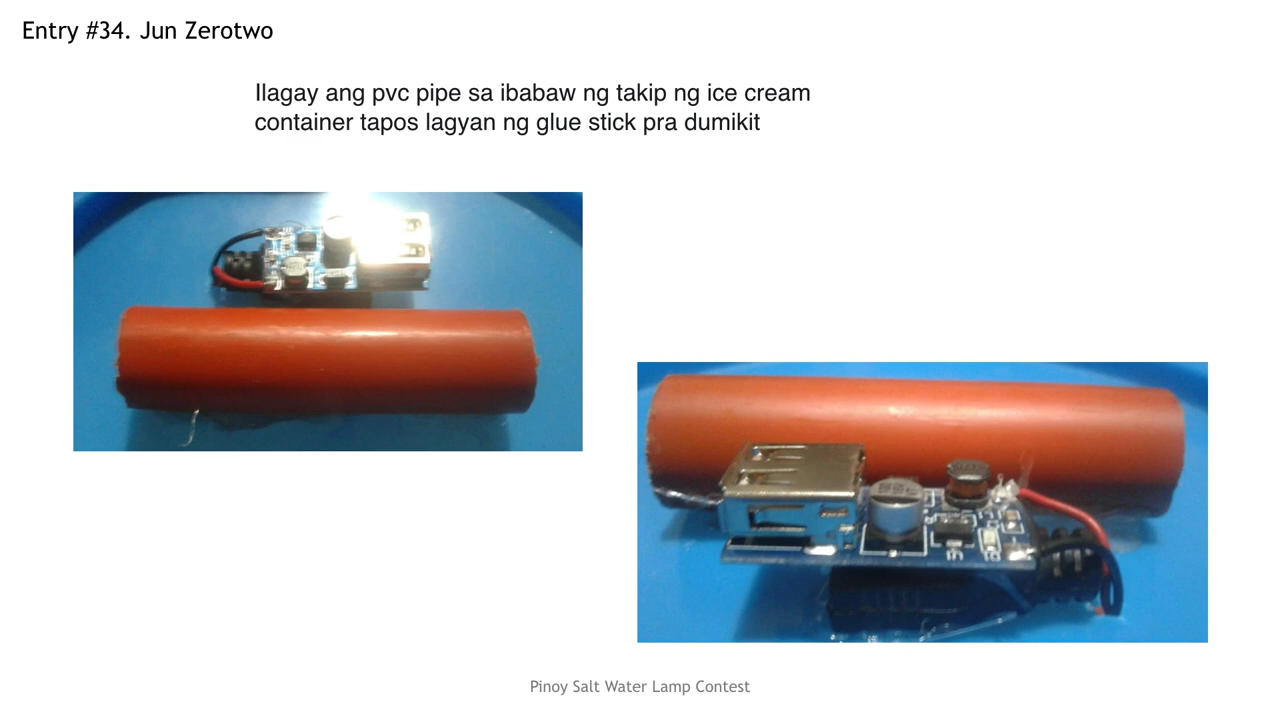 Entry #34. Jun Zerotwo
Ilagay ang pvc pipe sa ibabaw ng takip ng ice cream
container tapos lagyan ng glue stick pra dumikit
Pinoy Salt Water Lamp Contest